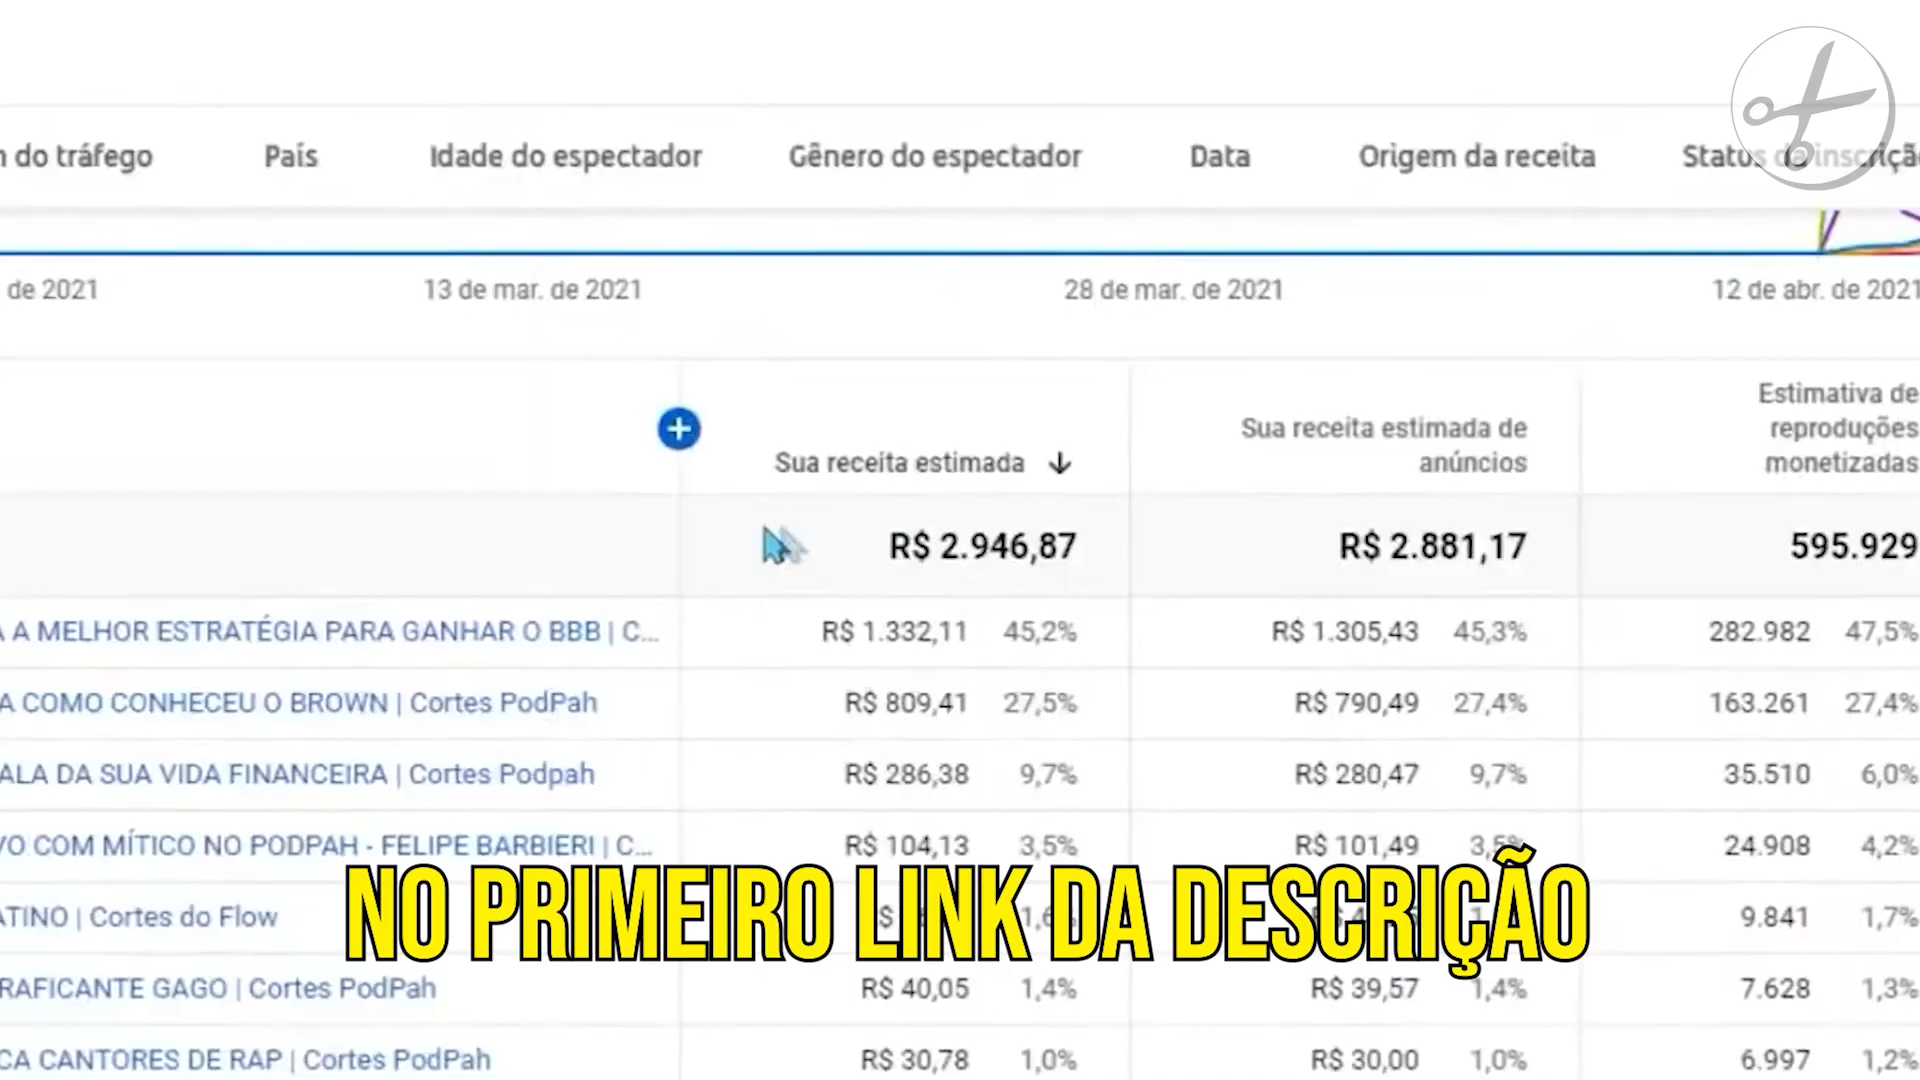 do tráfego País Idade do espectador Gênero do espectador Data Origem da receita Status da inscriçã
de 2021 13 de mar. de 2021 28 de mar. de 2021 12 de abr. de 2021
Sua receita estimada ↓
Sua receita estimada de
anúncios
Estimativa de
reproduções
monetizadas
R$ 2.946,87 R$ 2.881,17 595.929
A MELHOR ESTRATÉGIA PARA GANHAR O BBB | C... R$ 1.332,11 45,2% R$ 1.305,43 45,3% 282.982 47,5%
A COMO CONHECEU O BROWN | Cortes PodPah R$ 809,41 27,5% R$ 790,49 27,4% 163.261 27,4%
ALA DA SUA VIDA FINANCEIRA | Cortes Podpah R$ 286,38 9,7% R$ 280,47 9,7% 35.510 6,0%
VO COM MÍTICO NO PODPAH - FELIPE BARBIERI | C... R$ 104,13 3,5% R$ 101,49 3,5% 24.908 4,2%
ATINO | Cortes do Flow 9.841 1,7%
NO PRIMEIRO LINK DA DESCRIÇÃO
RAFICANTE GAGO | Cortes PodPah R$ 40,05 1,4% R$ 39,57 1,4% 7.628 1,3%
CA CANTORES DE RAP | Cortes PodPah R$ 30,78 1,0% R$ 30,00 1,0% 6.997 1,2%